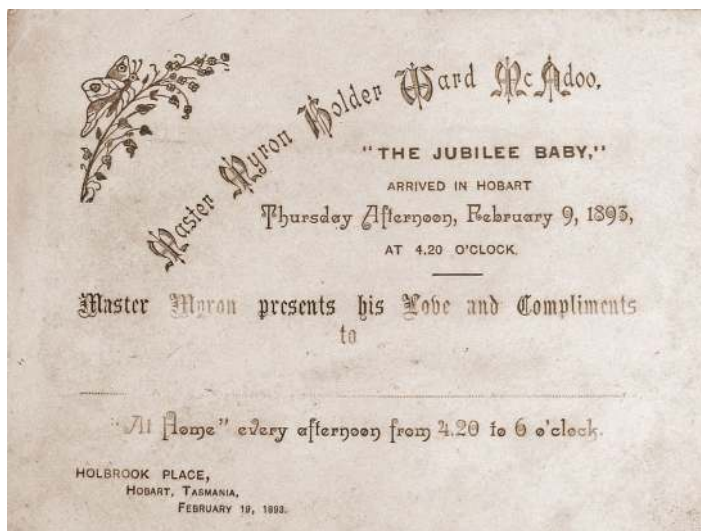 Master Myron Holder Ward McAdoo,
"THE JUBILEE BABY,"
ARRIVED IN HOBART
Thursday Afternoon, February 9, 1893,
AT 4.20 O'CLOCK.
Master Myron presents his Love and Compliments
to
"At Home" every afternoon from 4.20 to 6 o'clock.
HOLBROOK PLACE,
HOBART, TASMANIA,
FEBRUARY 19, 1893.